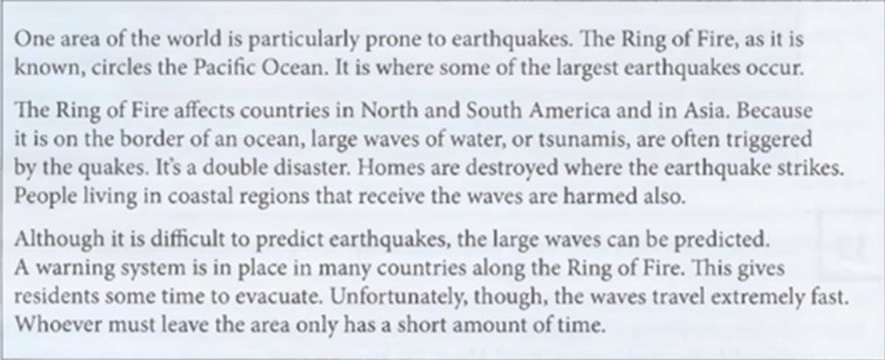 One area of the world is particularly prone to earthquakes. The Ring of Fire, as it is
known, circles the Pacific Ocean. It is where some of the largest earthquakes occur.
The Ring of Fire affects countries in North and South America and in Asia. Because
it is on the border of an ocean, large waves of water, or tsunamis, are often triggered
by the quakes. It's a double disaster. Homes are destroyed where the earthquake strikes.
People living in coastal regions that receive the waves are harmed also.
Although it is difficult to predict earthquakes, the large waves can be predicted.
A warning system is in place in many countries along the Ring of Fire. This gives
residents some time to evacuate. Unfortunately, though, the waves travel extremely fast.
Whoever must leave the area only has a short amount of time.